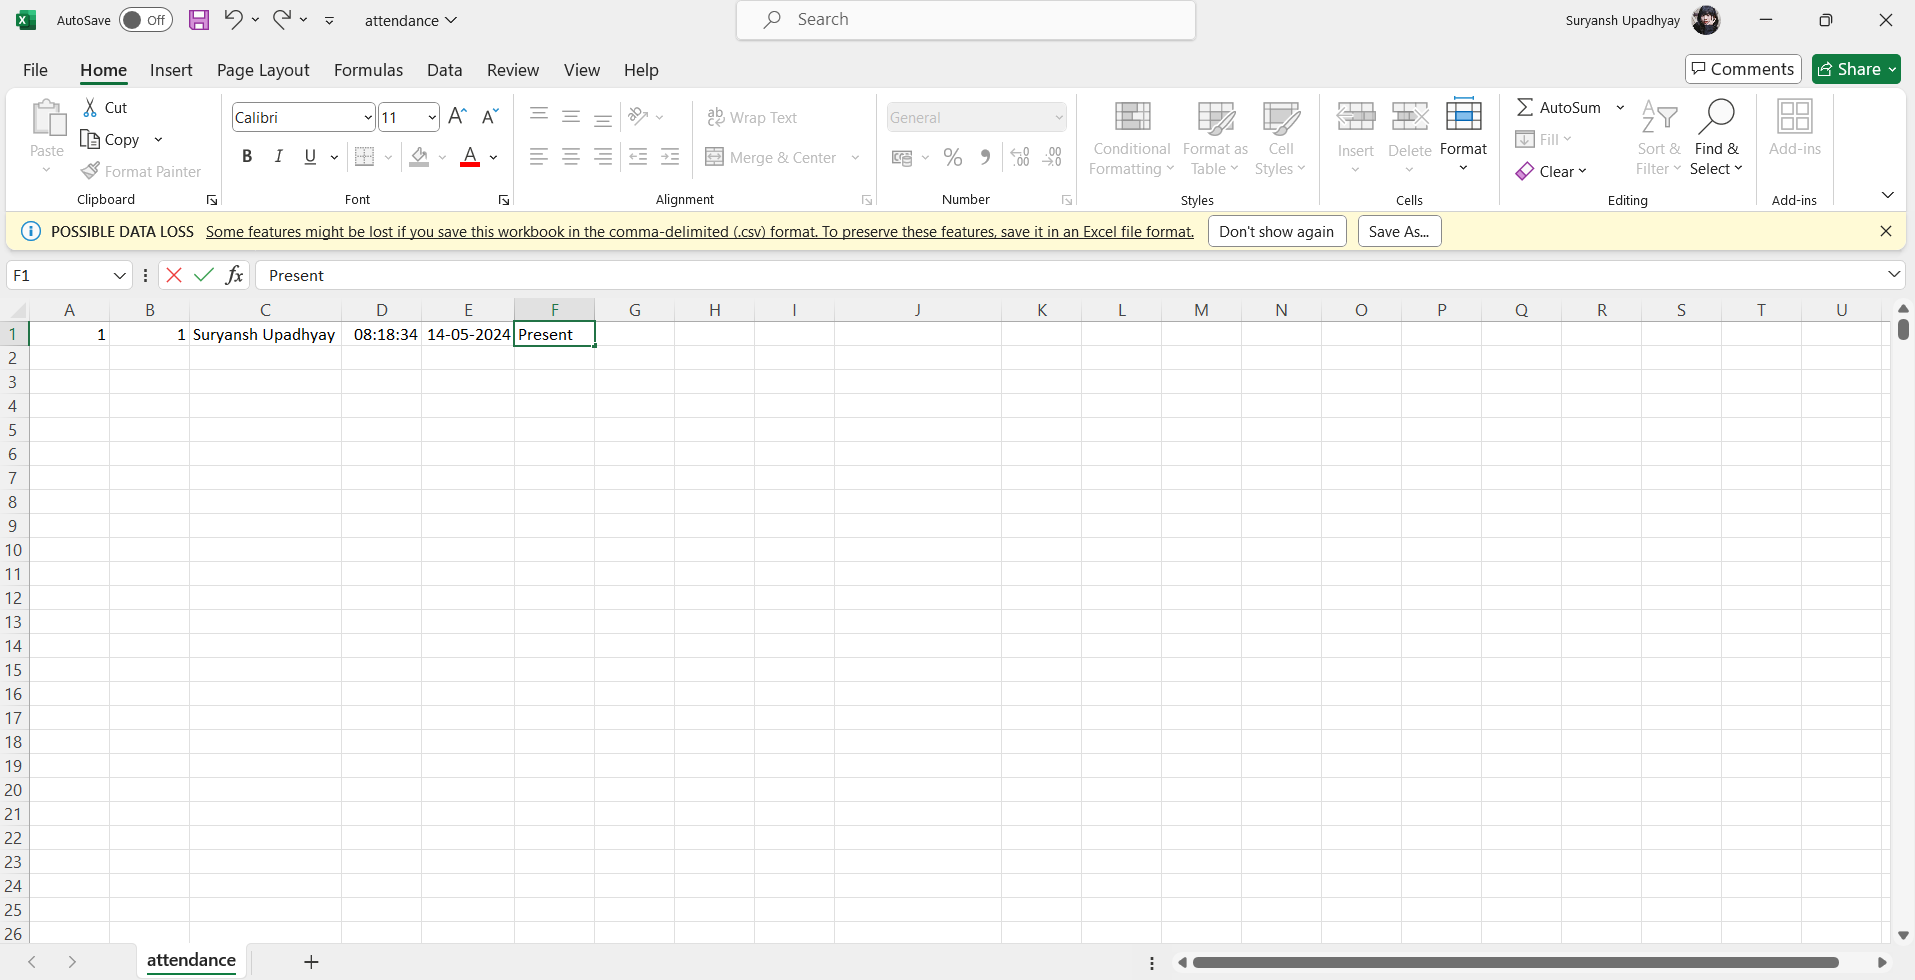 AutoSave Off attendance Search Suryansh Upadhyay
File Home Insert Page Layout Formulas Data Review View Help Comments Share
Paste Cut Copy Format Painter Clipboard
Calibri 11 A A B I U A Font
ab Wrap Text Merge & Center Alignment
General % , .00 .00 Number
Conditional Formatting Format as Table Cell Styles Styles
Insert Delete Format Cells
AutoSum Fill Clear Sort & Filter Find & Select Editing
Add-ins Add-ins
POSSIBLE DATA LOSS Some features might be lost if you save this workbook in the comma-delimited (.csv) format. To preserve these features, save it in an Excel file format. Don't show again Save As...
F1 fx Present
A B C D E F G H I J K L M N O P Q R S T U
1 1 1 Suryansh Upadhyay 08:18:34 14-05-2024 Present
2
3
4
5
6
7
8
9
10
11
12
13
14
15
16
17
18
19
20
21
22
23
24
25
26
attendance